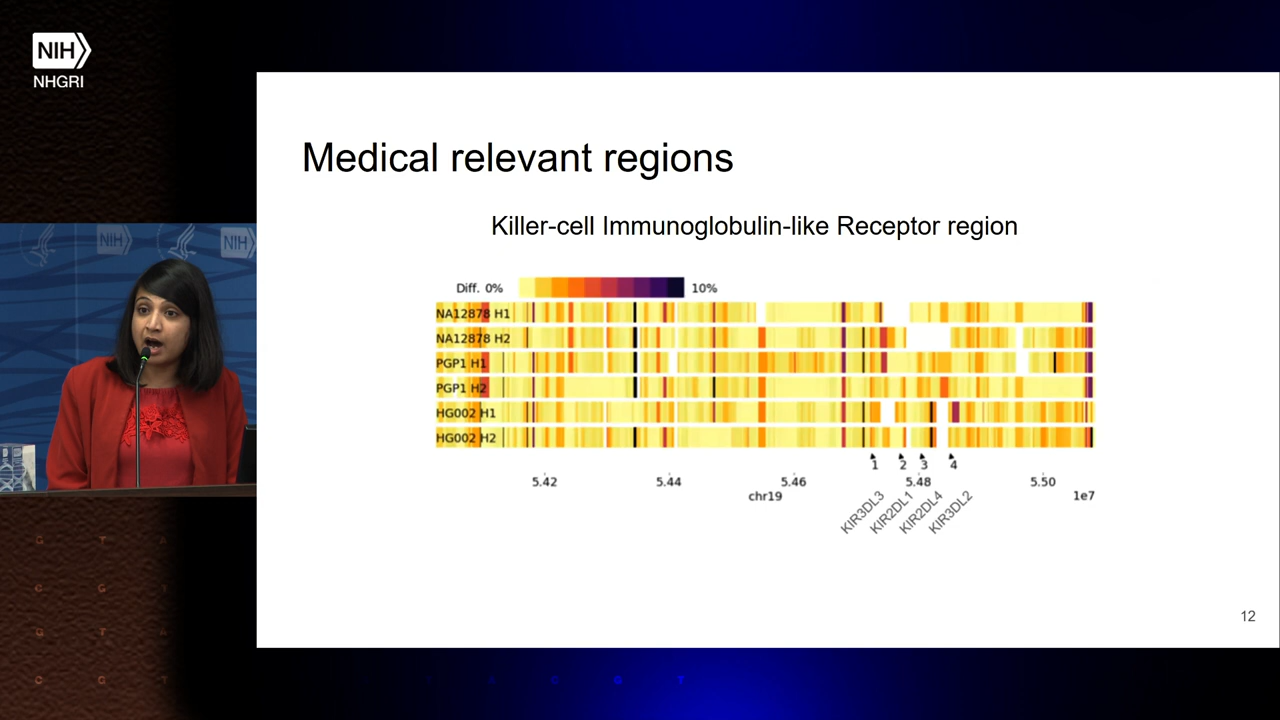 NIH
NHGRI
NIH
NIH
Medical relevant regions
Killer-cell Immunoglobulin-like Receptor region
Diff. 0%
10%
NA12878 H1
NA12878 H2
PGP1 H1
PGP1 H2
HG002 H1
HG002 H2
1 2 3 4
5.42 5.44 5.46 5.48 5.50
chr19 1e7
KIR3DL3 KIR2DL1 KIR2DL4 KIR3DL2
12